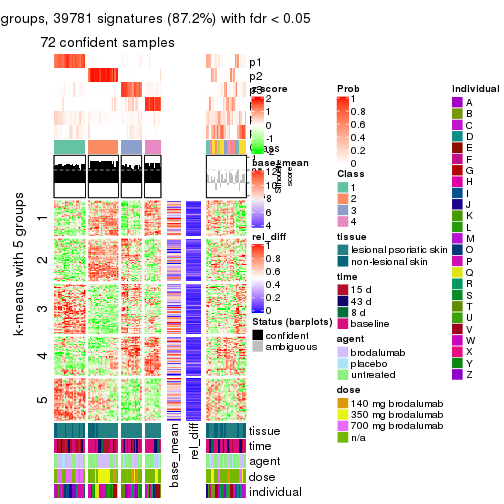 groups, 39781 signatures (87.2%) with fdr < 0.05
72 confident samples
p1
p2
p3
z-score
2
1
0
-1
-2
Class
base_mean
12
10
8
6
4
rel_diff
1
0.8
0.6
0.4
0.2
0
Status (barplots)
confident
ambiguous
score
k-means with 5 groups
1
2
3
4
5
base_mean
rel_diff
tissue
time
agent
dose
individual
Prob
1
0.8
0.6
0.4
0.2
0
Class
1
2
3
4
tissue
lesional psoriatic skin
non-lesional skin
time
15 d
43 d
8 d
baseline
agent
brodalumab
placebo
untreated
dose
140 mg brodalumab
350 mg brodalumab
700 mg brodalumab
n/a
individual
A
B
C
D
E
F
G
H
I
J
K
L
M
O
P
Q
R
S
T
U
V
W
X
Y
Z